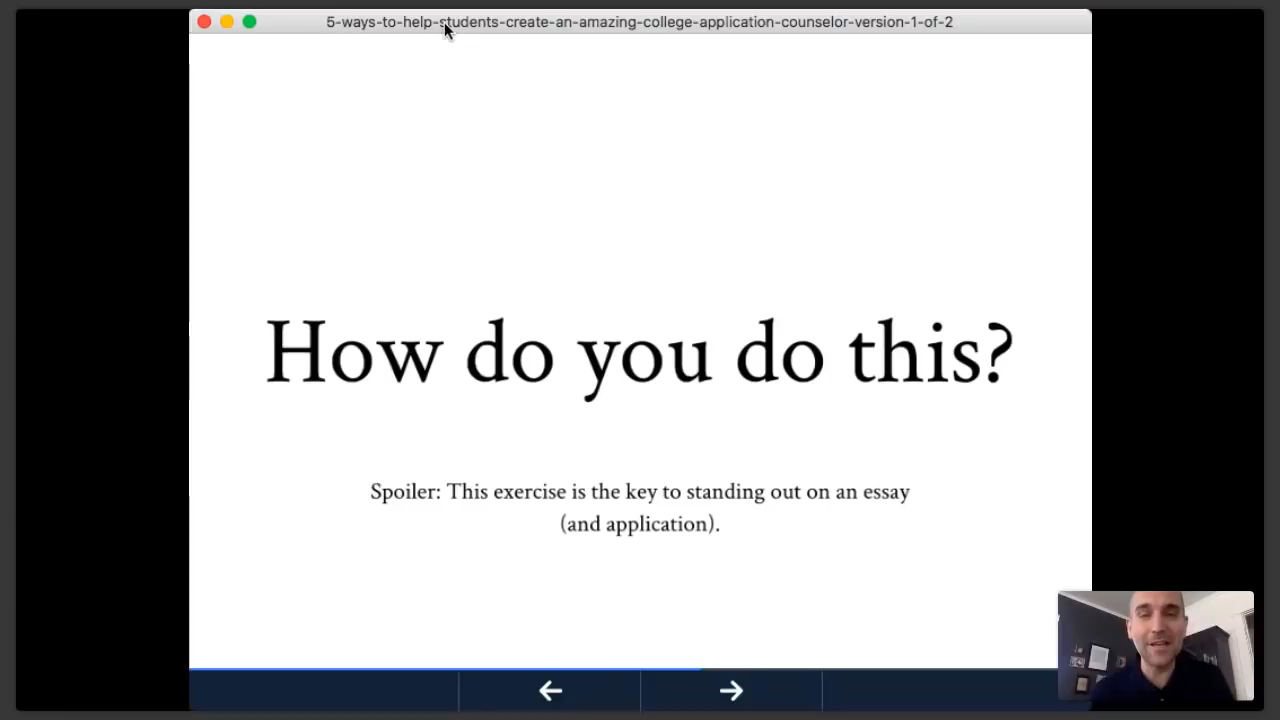 5-ways-to-help-students-create-an-amazing-college-application-counselor-version-1-of-2
How do you do this?
Spoiler: This exercise is the key to standing out on an essay
(and application).